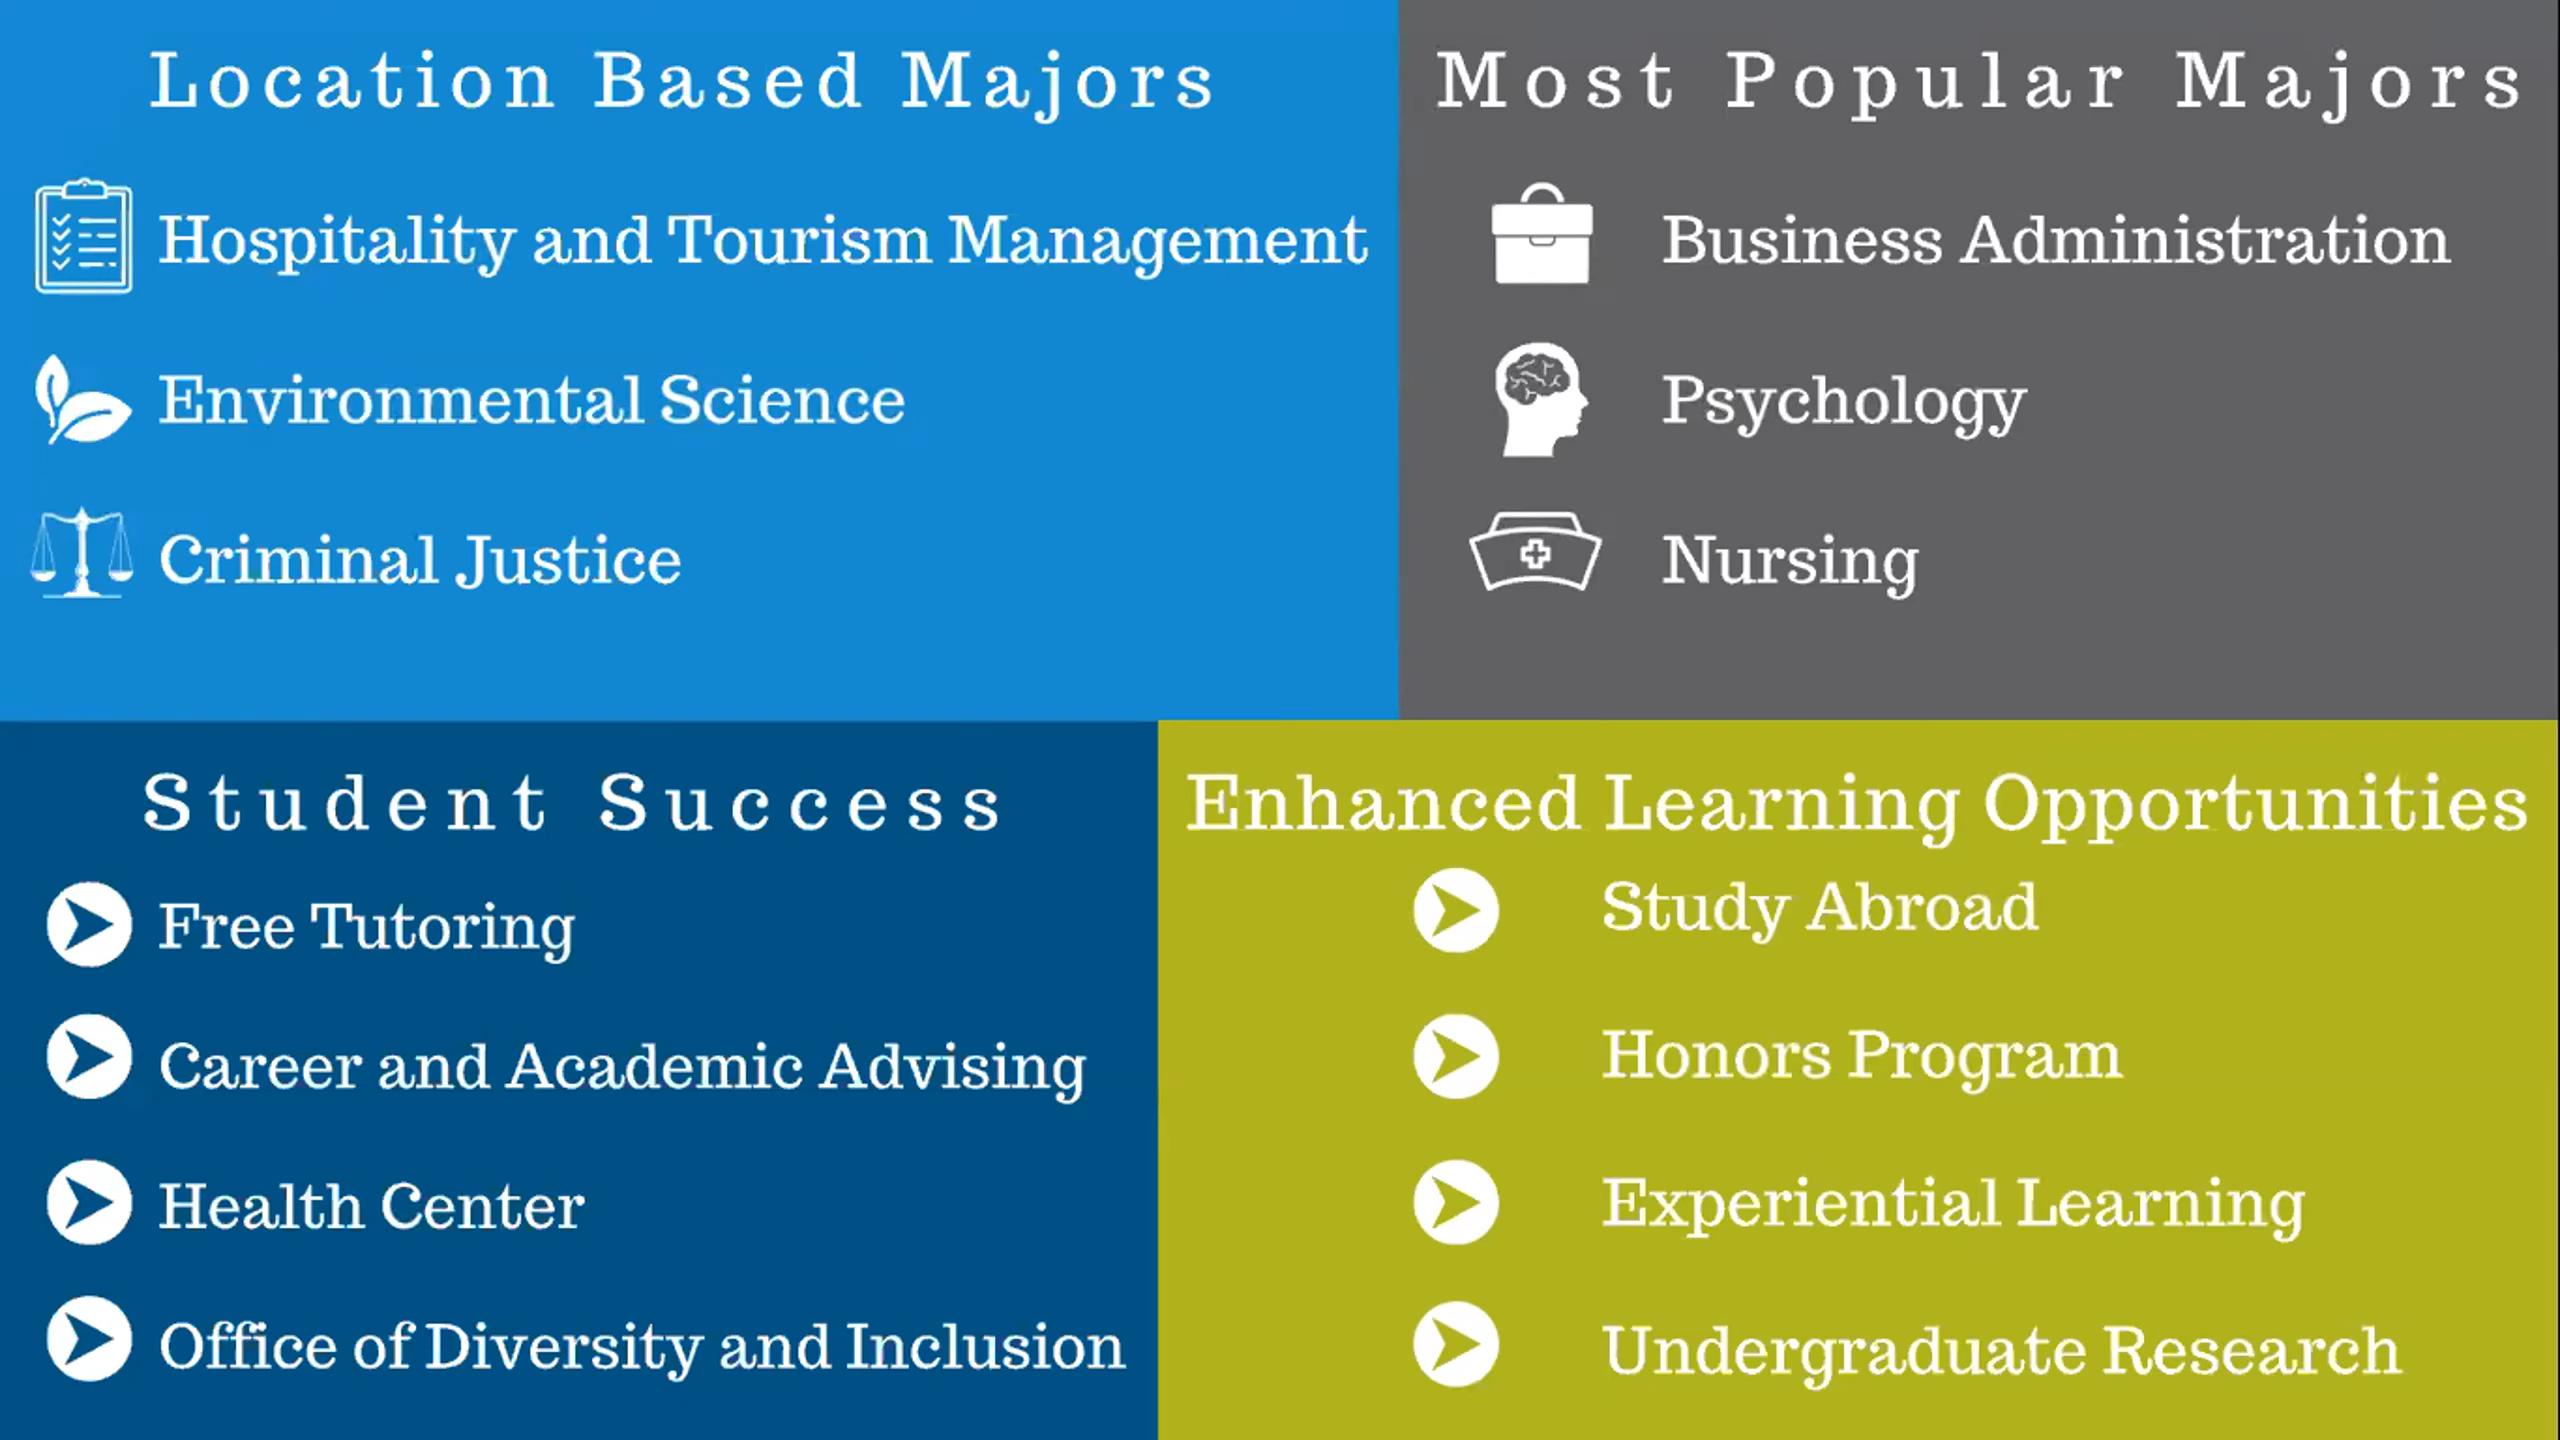 Location Based Majors
Hospitality and Tourism Management
Environmental Science
Criminal Justice
Most Popular Majors
Business Administration
Psychology
Nursing
Student Success
Free Tutoring
Career and Academic Advising
Health Center
Office of Diversity and Inclusion
Enhanced Learning Opportunities
Study Abroad
Honors Program
Experiential Learning
Undergraduate Research